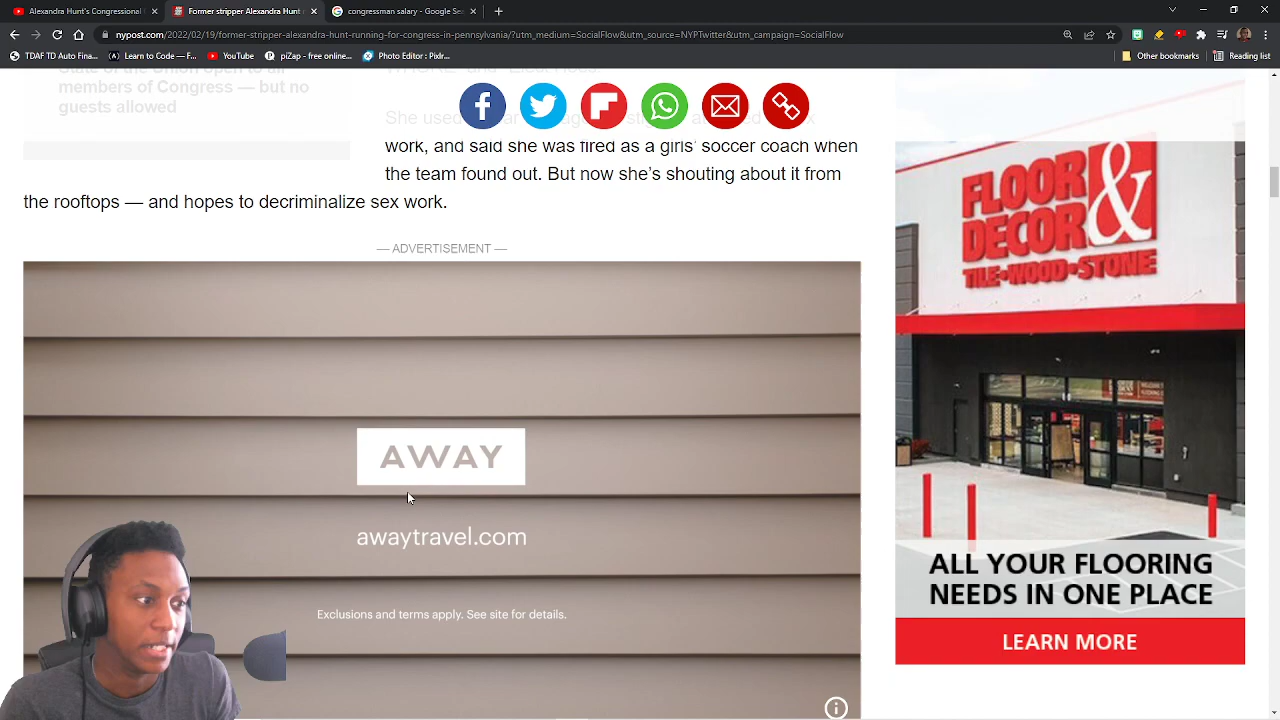 Alexandra Hunt's Congressional C
Former stripper Alexandra Hunt r
congressman salary - Google Sea
nypost.com/2022/02/19/former-stripper-alexandra-hunt-running-for-congress-in-pennsylvania/?utm_medium=SocialFlow&utm_source=NYPTwitter&utm_campaign=SocialFlow
TDAF TD Auto Fin...
(A) Learn to Code — F...
YouTube
piZap - free online...
Photo Editor : Pixlr...
Other bookmarks
Reading list
State of the Union open to all
members of Congress — but no
guests allowed
She used
work, and said she was fired as a girls' soccer coach when
the team found out. But now she's shouting about it from
the rooftops — and hopes to decriminalize sex work.
— ADVERTISEMENT —
AWAY
awaytravel.com
Exclusions and terms apply. See site for details.
FLOOR &
DECOR
TILE•WOOD•STONE
ALL YOUR FLOORING
NEEDS IN ONE PLACE
LEARN MORE